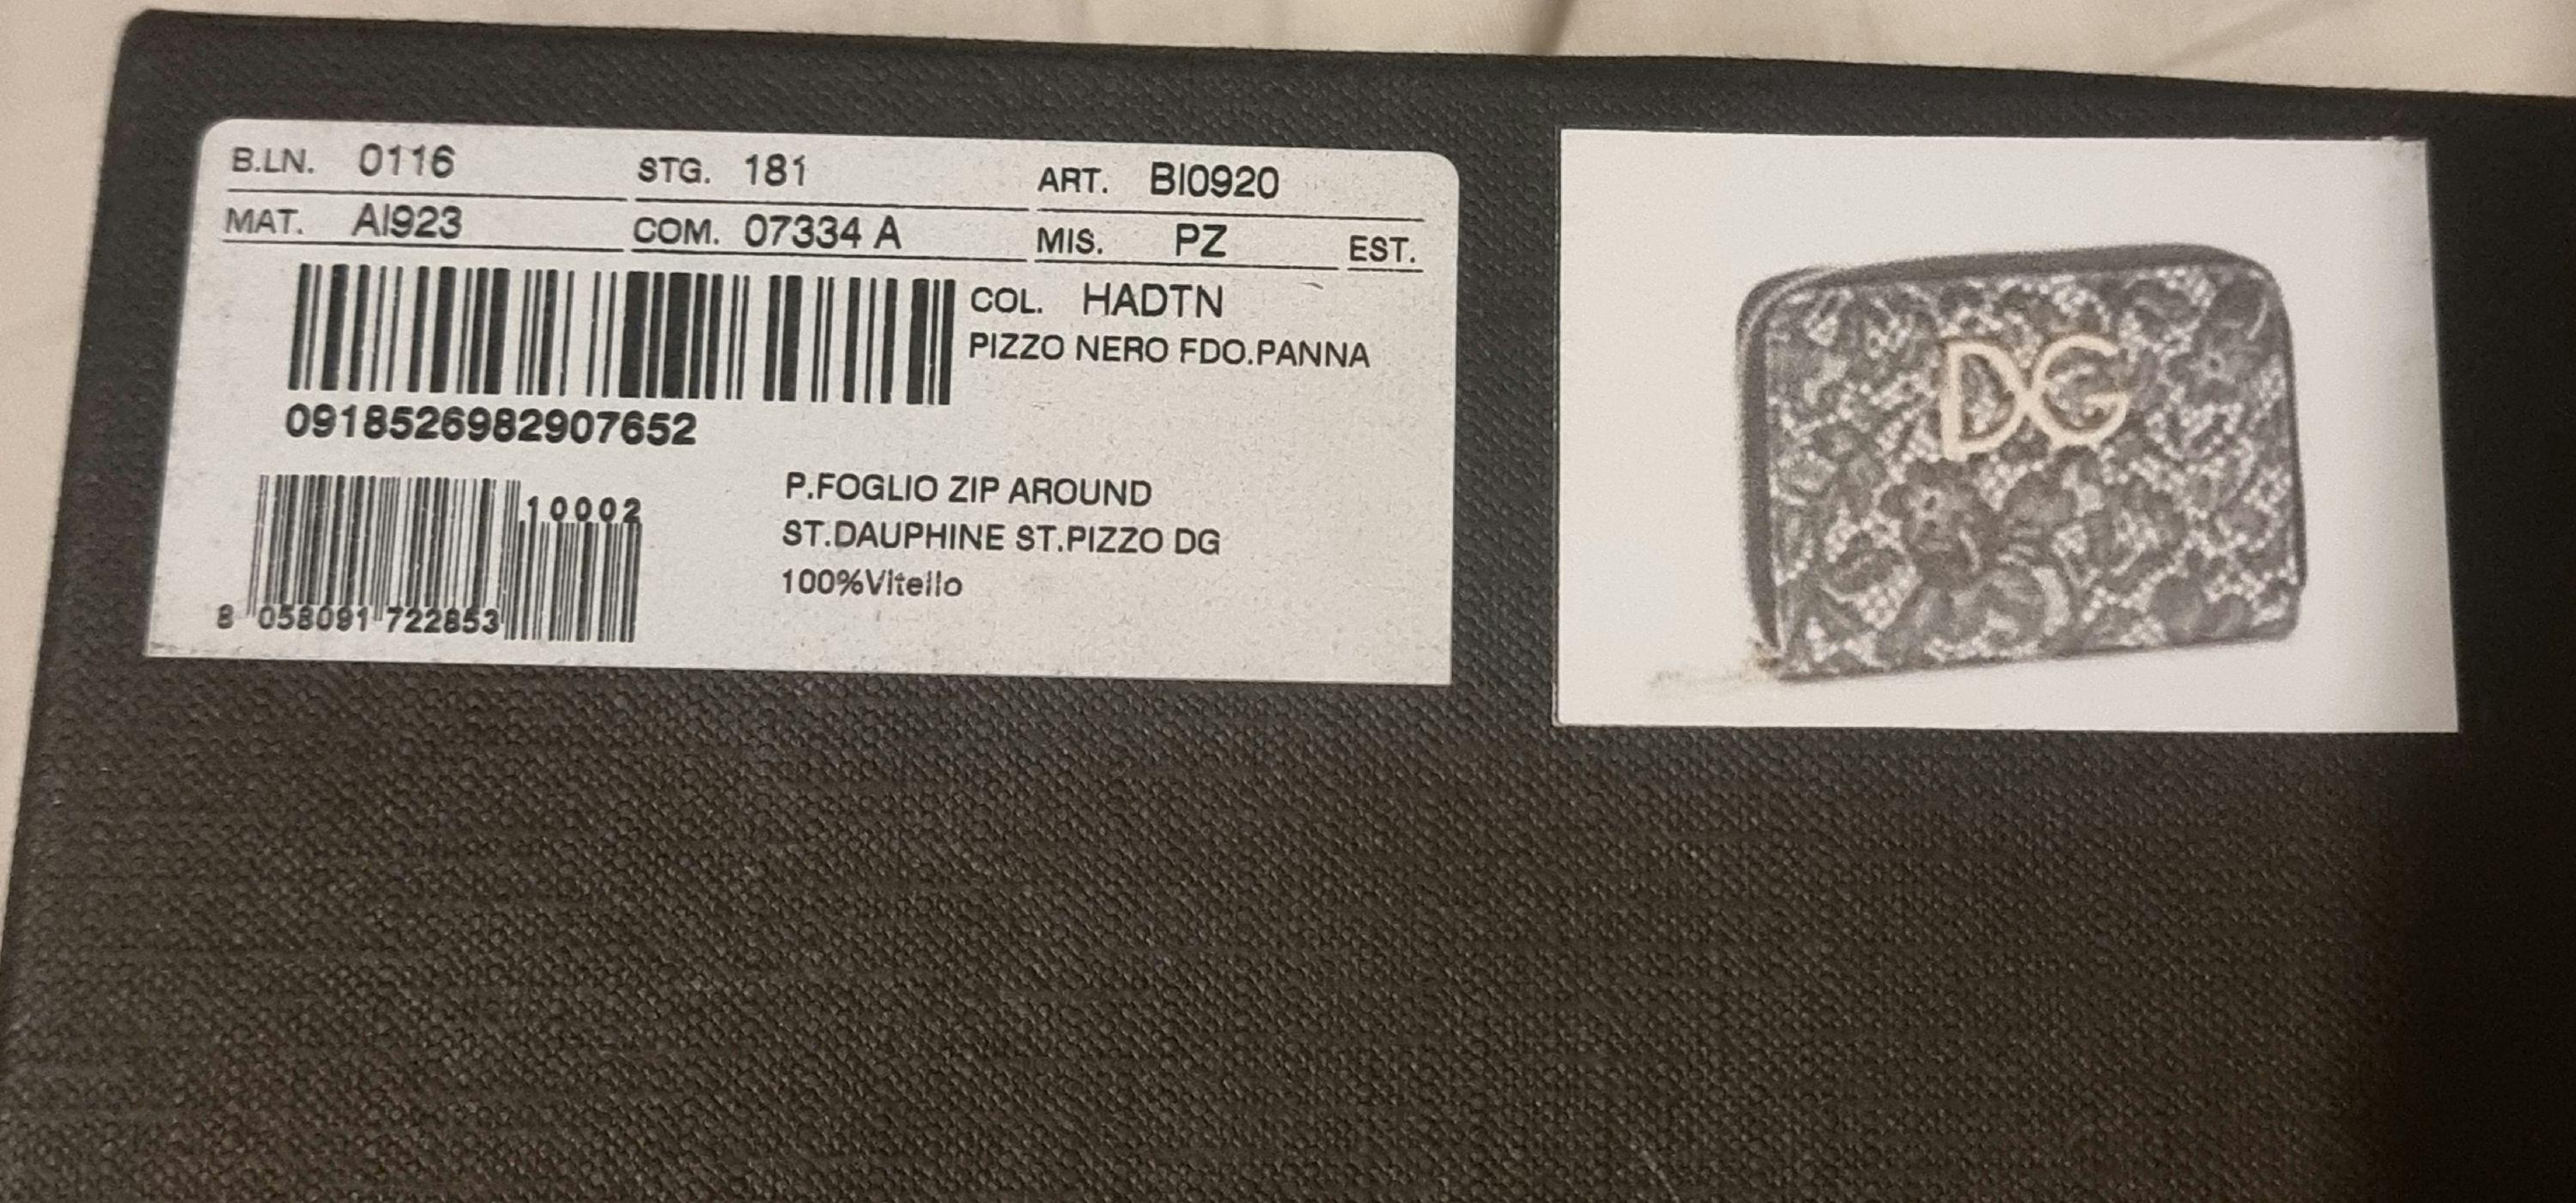 B.LN. 0116 STG. 181 ART. BI0920
MAT. AI923 COM. 07334 A MIS. PZ EST.
COL. HADTN
PIZZO NERO FDO.PANNA
0918526982907652
P.FOGLIO ZIP AROUND
ST.DAUPHINE ST.PIZZO DG
100%Vitello
10002
8 058091 722853
DG